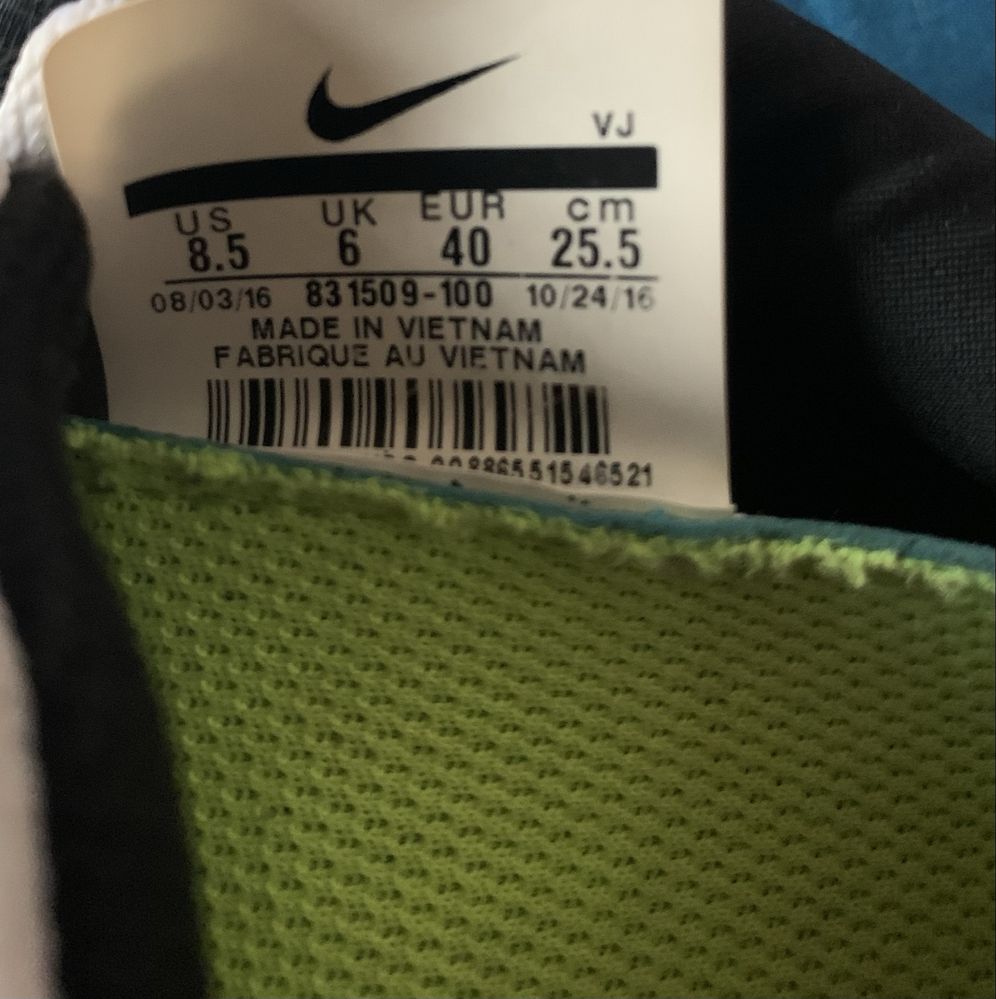 VJ
US UK EUR cm
8.5 6 40 25.5
08/03/16 831509-100 10/24/16
MADE IN VIETNAM
FABRIQUE AU VIETNAM
00886551546521